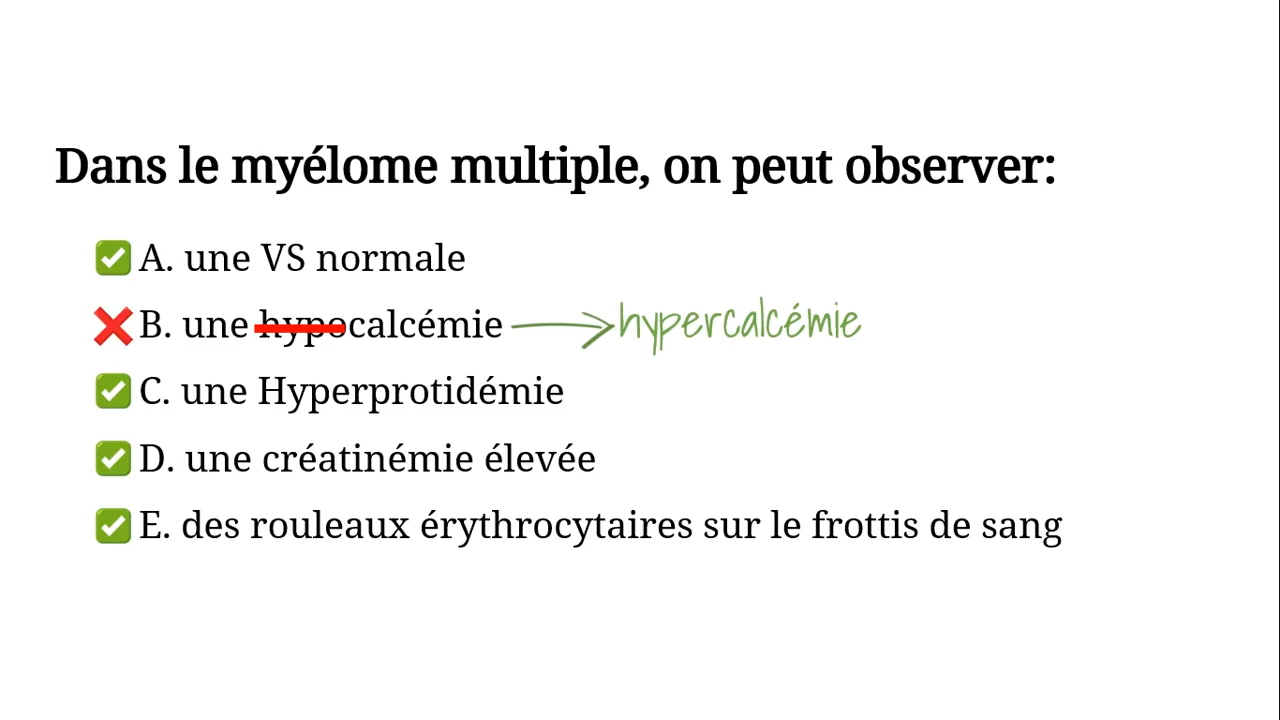 Dans le myélome multiple, on peut observer:
✅ A. une VS normale
❌ B. une hypocalcémie → hypercalcémie
✅ C. une Hyperprotidémie
✅ D. une créatinémie élevée
✅ E. des rouleaux érythrocytaires sur le frottis de sang